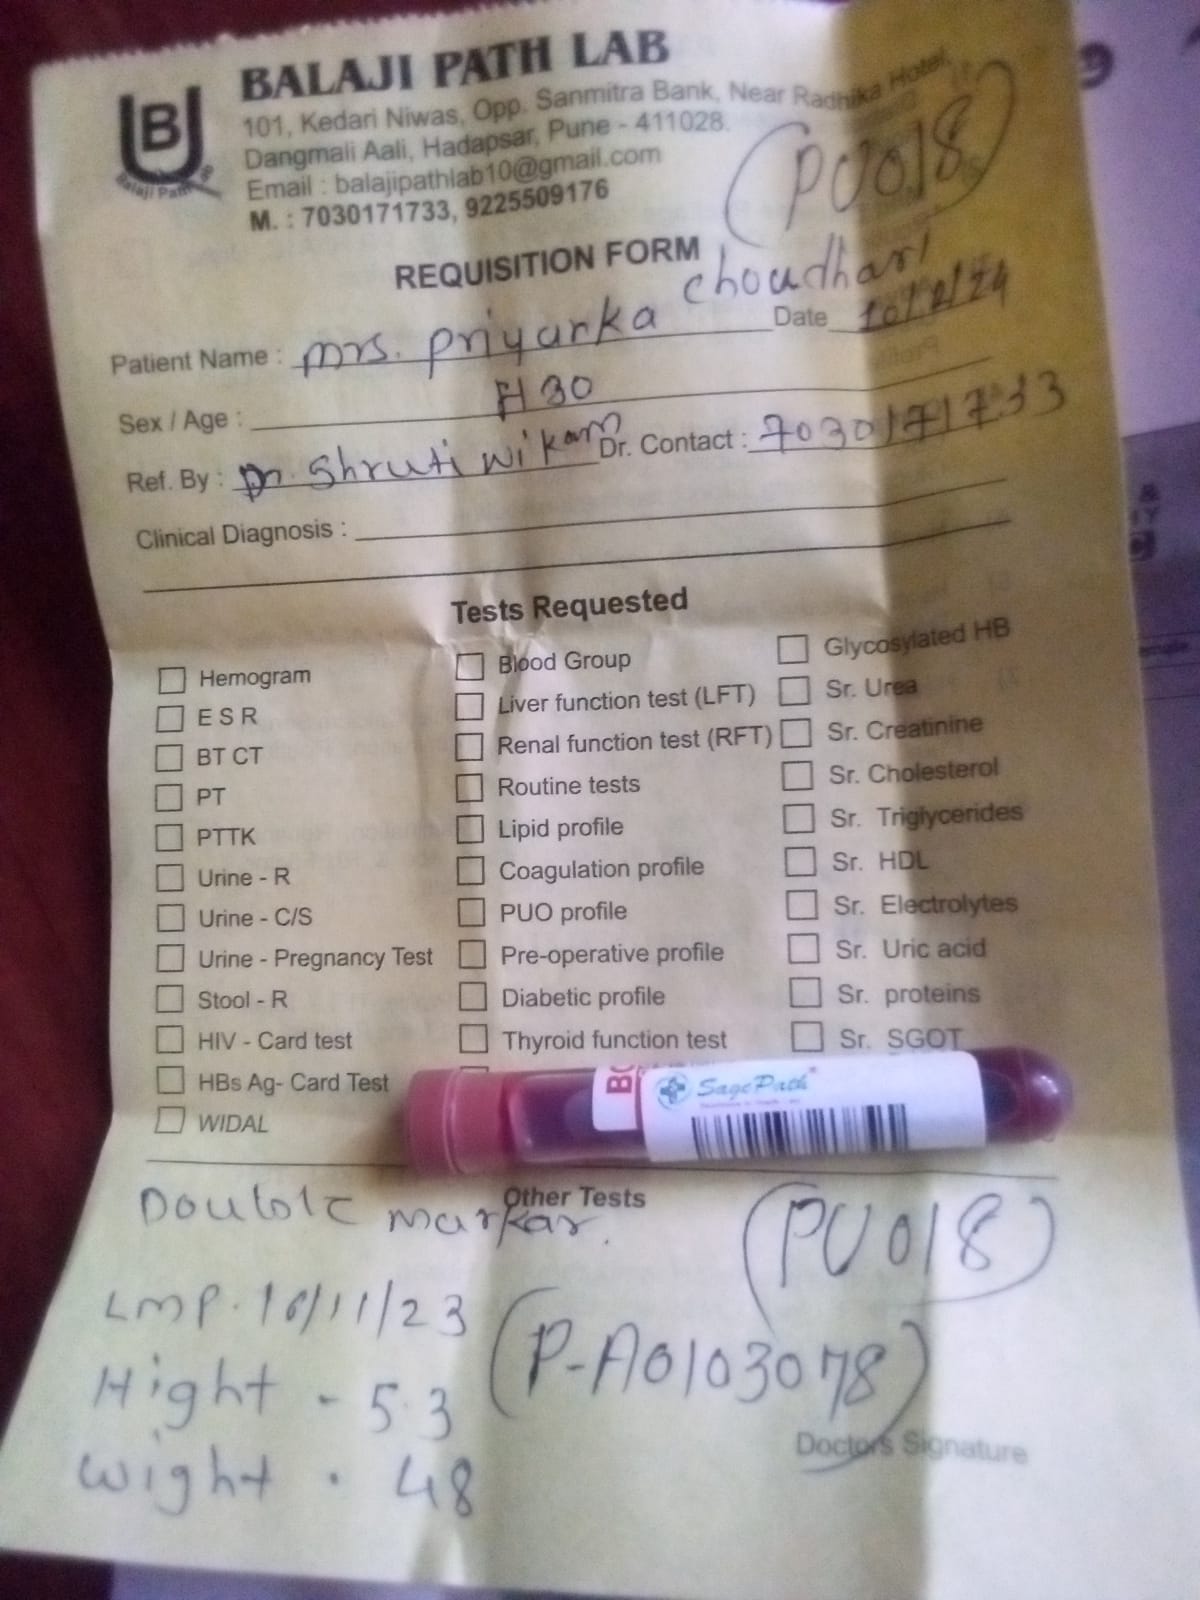 BALAJI PATH LAB
101, Kedari Niwas, Opp. Sanmitra Bank, Near Radhika Hotel,
Dangmali Aali, Hadapsar, Pune - 411028.
Email : balajipathlab10@gmail.com
M. : 7030171733, 9225509176
(PU018)
REQUISITION FORM
Patient Name : Mrs. Priyanka Choudhari Date 10/2/24
Sex / Age : F/30
Ref. By : Dr. Shruti Nikam Dr. Contact : 7030171733
Clinical Diagnosis :
Tests Requested
Hemogram
E S R
BT CT
PT
PTTK
Urine - R
Urine - C/S
Urine - Pregnancy Test
Stool - R
HIV - Card test
HBs Ag- Card Test
WIDAL
Blood Group
Liver function test (LFT)
Renal function test (RFT)
Routine tests
Lipid profile
Coagulation profile
PUO profile
Pre-operative profile
Diabetic profile
Thyroid function test
Glycosylated HB
Sr. Urea
Sr. Creatinine
Sr. Cholesterol
Sr. Triglycerides
Sr. HDL
Sr. Electrolytes
Sr. Uric acid
Sr. proteins
Sr. SGOT
SagePath
Other Tests
Double markar.
(PU018)
LMP. 16/11/23
(P-A0103078)
Hight - 5.3
Wight . 48
Doctors Signature